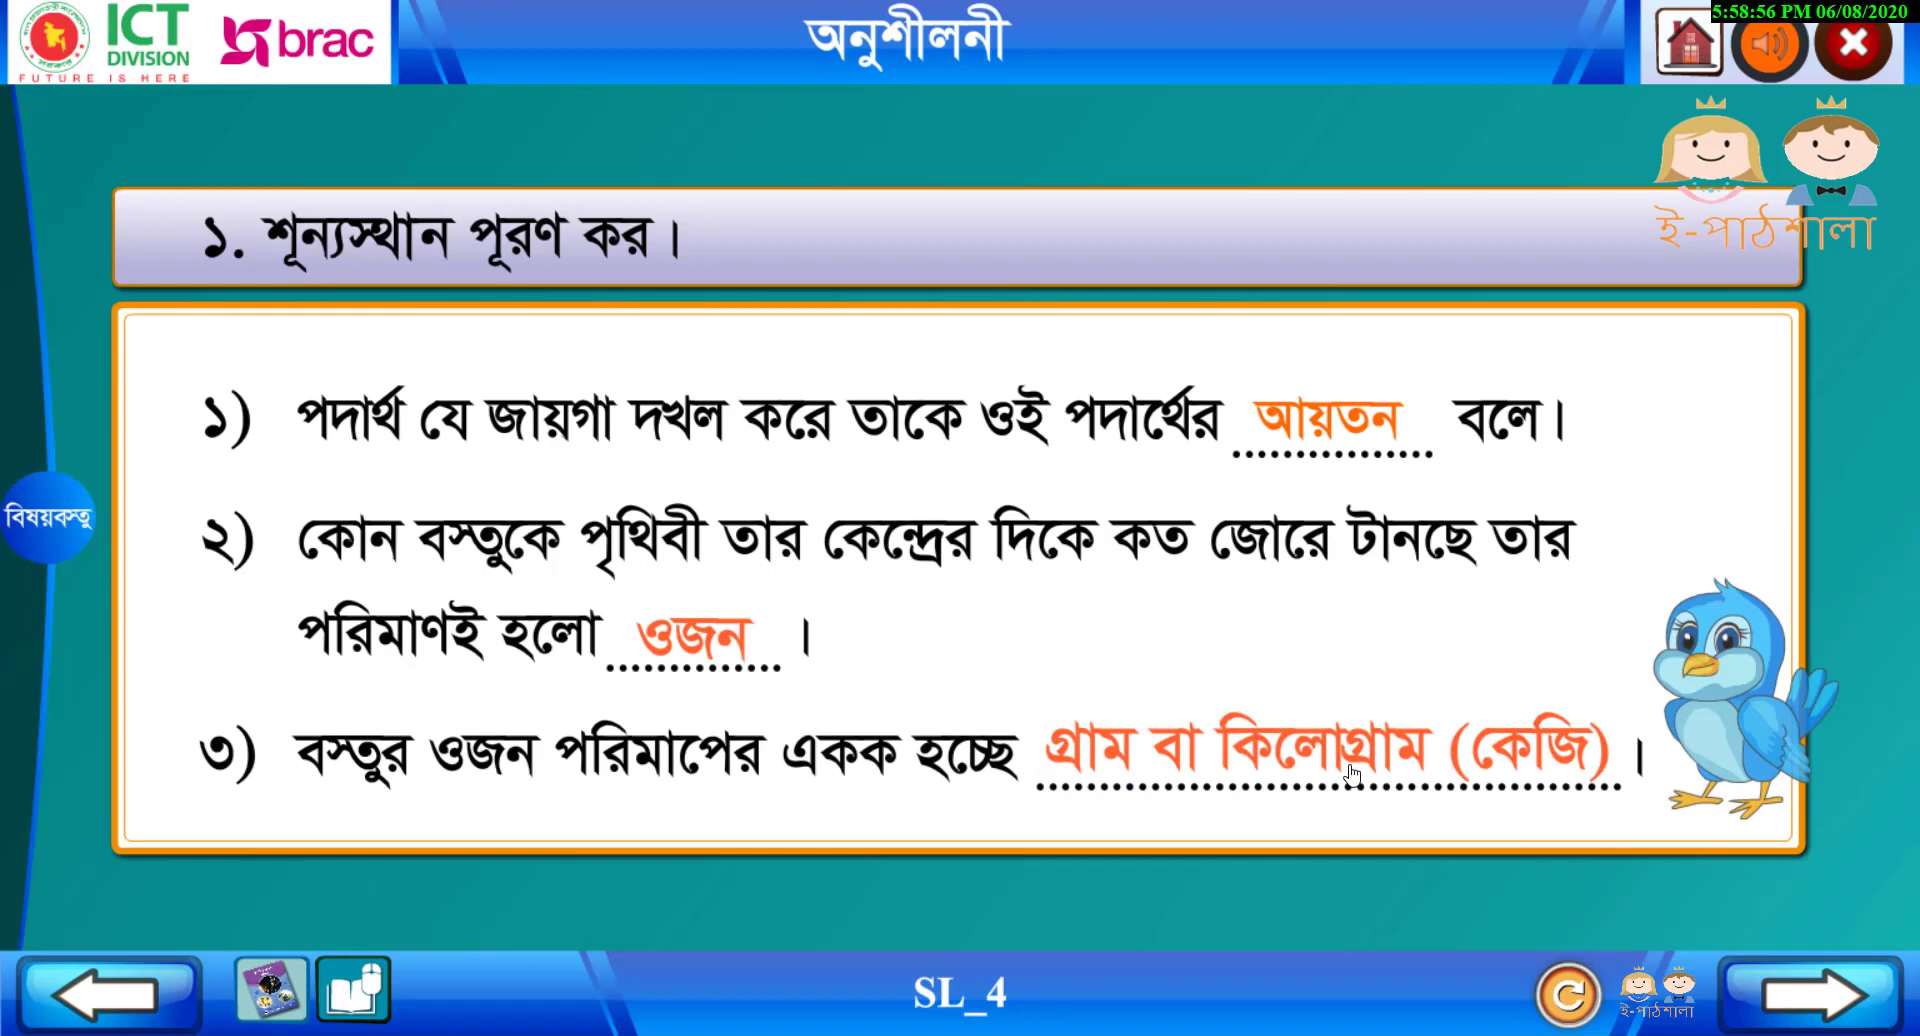 5:58:56 PM 06/08/2020
ICT
DIVISION
FUTURE IS HERE
brac
অনুশীলনী
ই-পাঠশালা
১. শূন্যস্থান পূরণ কর।
১) পদার্থ যে জায়গা দখল করে তাকে ওই পদার্থের আয়তন বলে।
২) কোন বস্তুকে পৃথিবী তার কেন্দ্রের দিকে কত জোরে টানছে তার
পরিমাণই হলো ওজন ।
৩) বস্তুর ওজন পরিমাপের একক হচ্ছে গ্রাম বা কিলোগ্রাম (কেজি) ।
বিষয়বস্তু
SL_4
ই-পাঠশালা